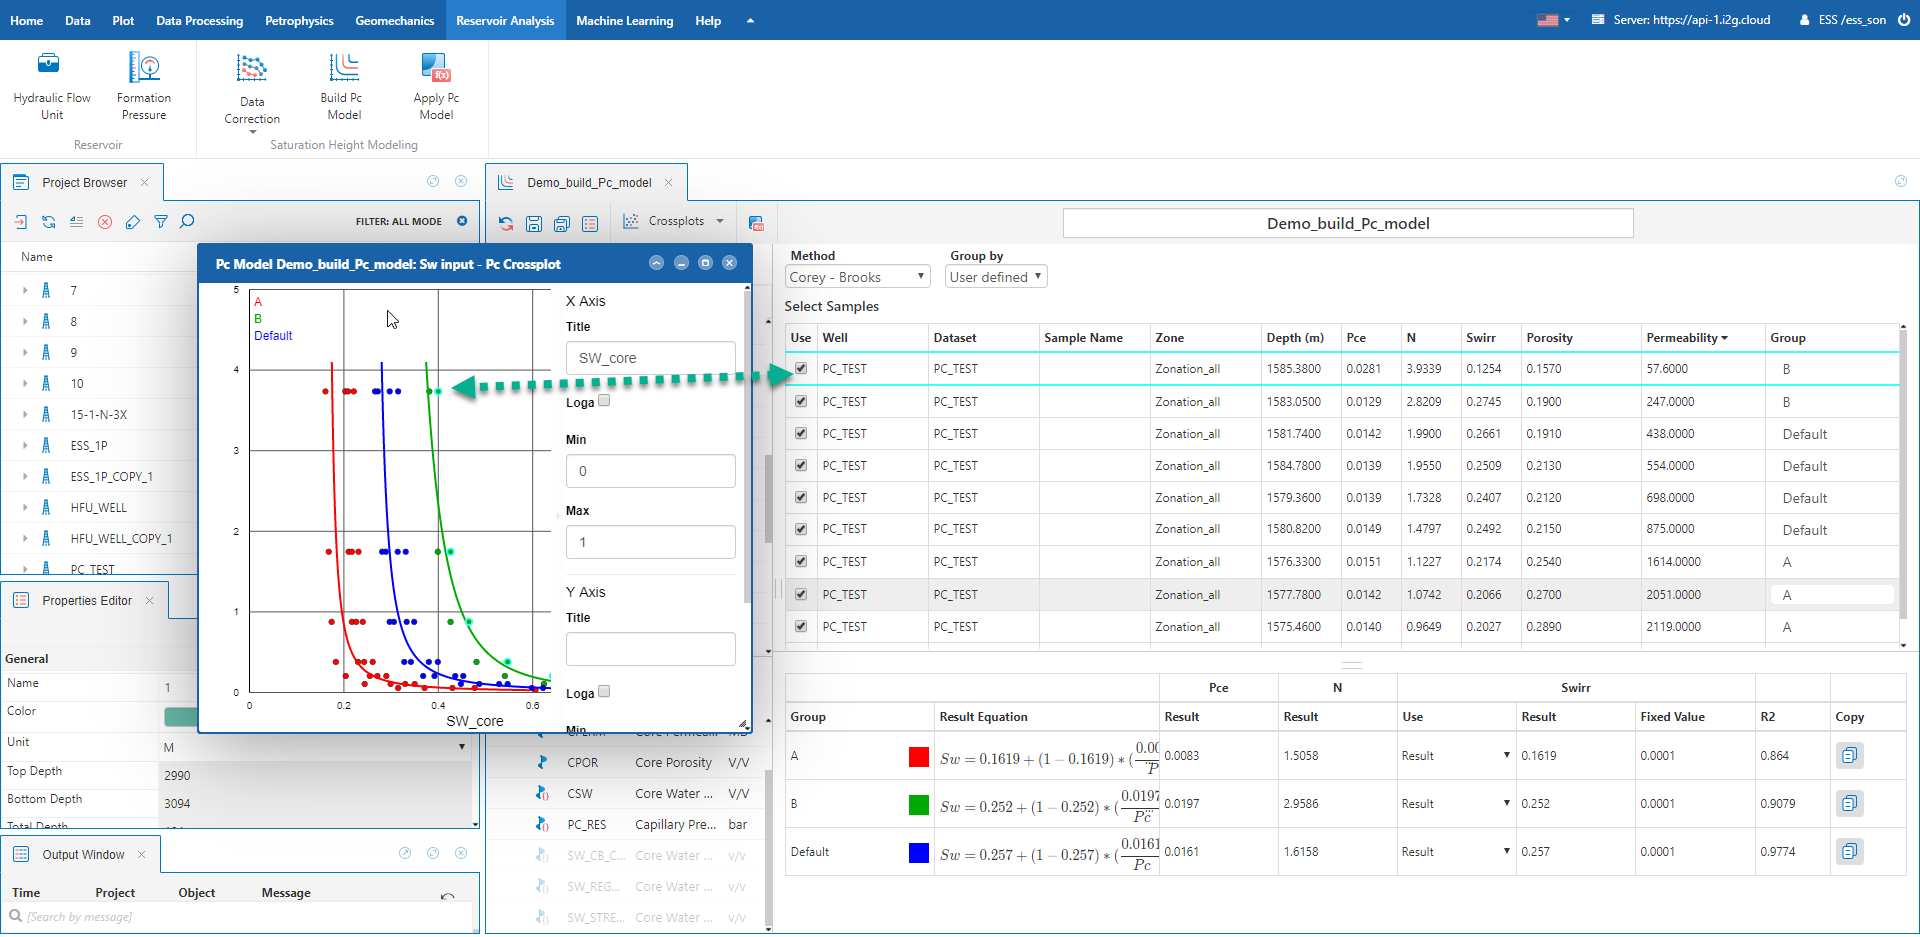 Home Data Plot Data Processing Petrophysics Geomechanics Reservoir Analysis Machine Learning Help Server: https://api-1.i2g.cloud ESS /ess_son
Hydraulic Flow Unit
Formation Pressure
Data Correction
Build Pc Model
Apply Pc Model
f(x)
Reservoir
Saturation Height Modeling
Project Browser
FILTER: ALL MODE
Name
7
8
9
10
15-1-N-3X
ESS_1P
ESS_1P_COPY_1
HFU_WELL
HFU_WELL_COPY_1
PC_TEST
Properties Editor
General
Name 1
Color
Unit M
Top Depth 2990
Bottom Depth 3094
Total Depth
Output Window
Time Project Object Message
[Search by message]
Demo_build_Pc_model
Crossplots
Demo_build_Pc_model
Pc Model Demo_build_Pc_model: Sw input - Pc Crossplot
A
B
Default
5
4
3
2
1
0
0 0.2 0.4 0.6
SW_core
X Axis
Title
SW_core
Loga
Min
0
Max
1
Y Axis
Title
Loga
Min
CPERM Core Permea... MD
CPOR Core Porosity V/V
CSW Core Water ... V/V
PC_RES Capillary Pre... bar
SW_CB_C... Core Water ... v/v
SW_REG... Core Water ... v/v
SW_STRE... Core Water ... v/v
Method Group by
Corey - Brooks User defined
Select Samples
Use Well Dataset Sample Name Zone Depth (m) Pce N Swirr Porosity Permeability Group
PC_TEST PC_TEST Zonation_all 1585.3800 0.0281 3.9339 0.1254 0.1570 57.6000 B
PC_TEST PC_TEST Zonation_all 1583.0500 0.0129 2.8209 0.2745 0.1900 247.0000 B
PC_TEST PC_TEST Zonation_all 1581.7400 0.0142 1.9900 0.2661 0.1910 438.0000 Default
PC_TEST PC_TEST Zonation_all 1584.7800 0.0139 1.9550 0.2509 0.2130 554.0000 Default
PC_TEST PC_TEST Zonation_all 1579.3600 0.0139 1.7328 0.2407 0.2120 698.0000 Default
PC_TEST PC_TEST Zonation_all 1580.8200 0.0149 1.4797 0.2492 0.2150 875.0000 Default
PC_TEST PC_TEST Zonation_all 1576.3300 0.0151 1.1227 0.2174 0.2540 1614.0000 A
PC_TEST PC_TEST Zonation_all 1577.7800 0.0142 1.0742 0.2066 0.2700 2051.0000 A
PC_TEST PC_TEST Zonation_all 1575.4600 0.0140 0.9649 0.2027 0.2890 2119.0000 A
Pce N Swirr
Group Result Equation Result Result Use Result Fixed Value R2 Copy
A Sw = 0.1619 + (1 − 0.1619) ∗ (0.00 P 0.0083 1.5058 Result 0.1619 0.0001 0.864
B Sw = 0.252 + (1 − 0.252) ∗ (0.0197 Pc 0.0197 2.9586 Result 0.252 0.0001 0.9079
Default Sw = 0.257 + (1 − 0.257) ∗ (0.0161 Pc 0.0161 1.6158 Result 0.257 0.0001 0.9774